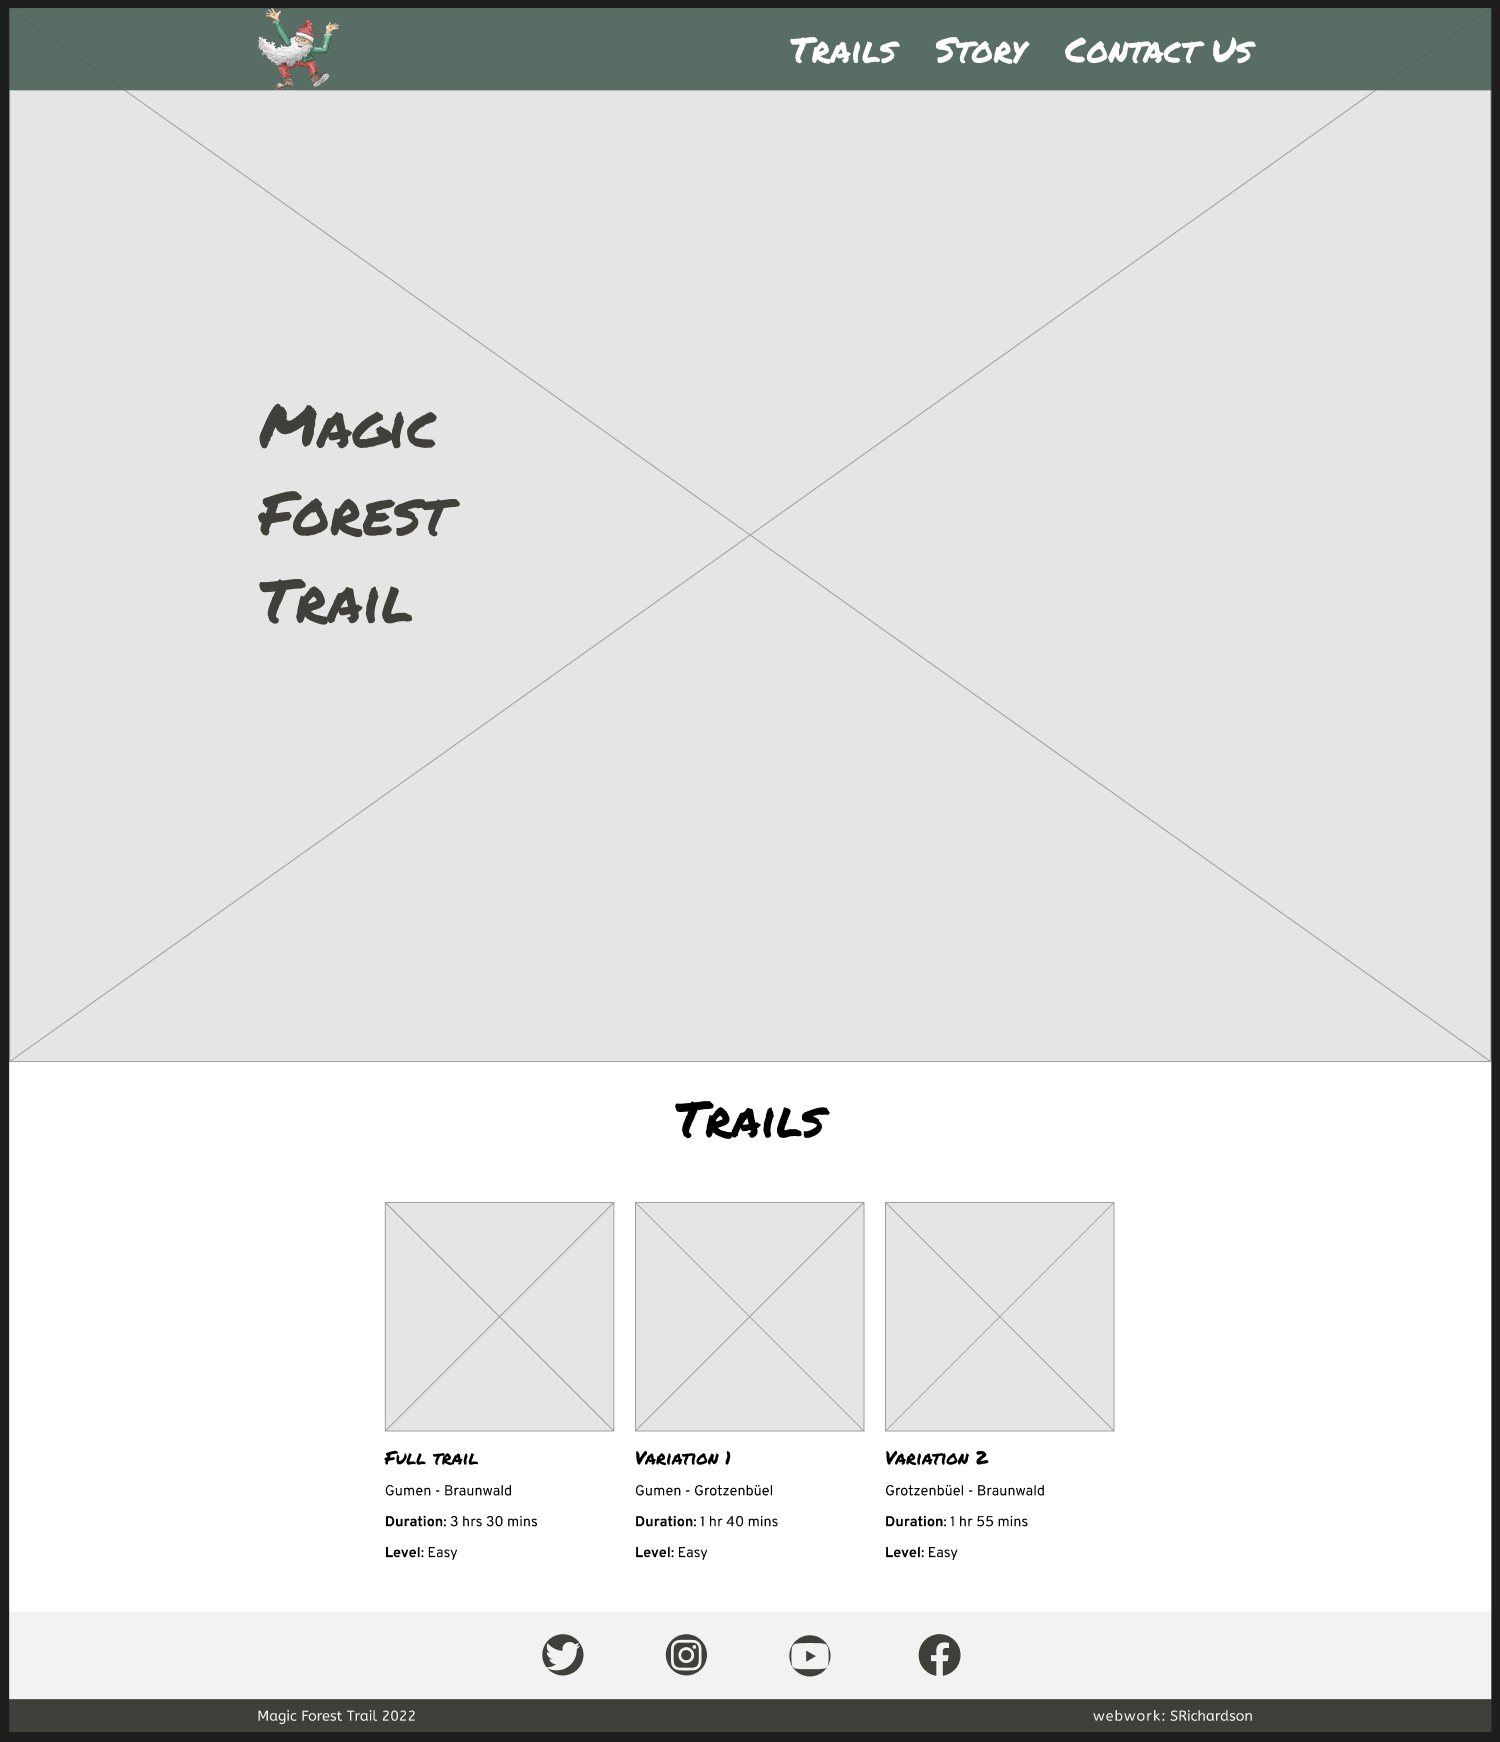 Trails Story Contact Us
Magic
Forest
Trail
Trails
Full trail
Gumen - Braunwald
Duration: 3 hrs 30 mins
Level: Easy
Variation 1
Gumen - Grotzenbüel
Duration: 1 hr 40 mins
Level: Easy
Variation 2
Grotzenbüel - Braunwald
Duration: 1 hr 55 mins
Level: Easy
Magic Forest Trail 2022
webwork: SRichardson